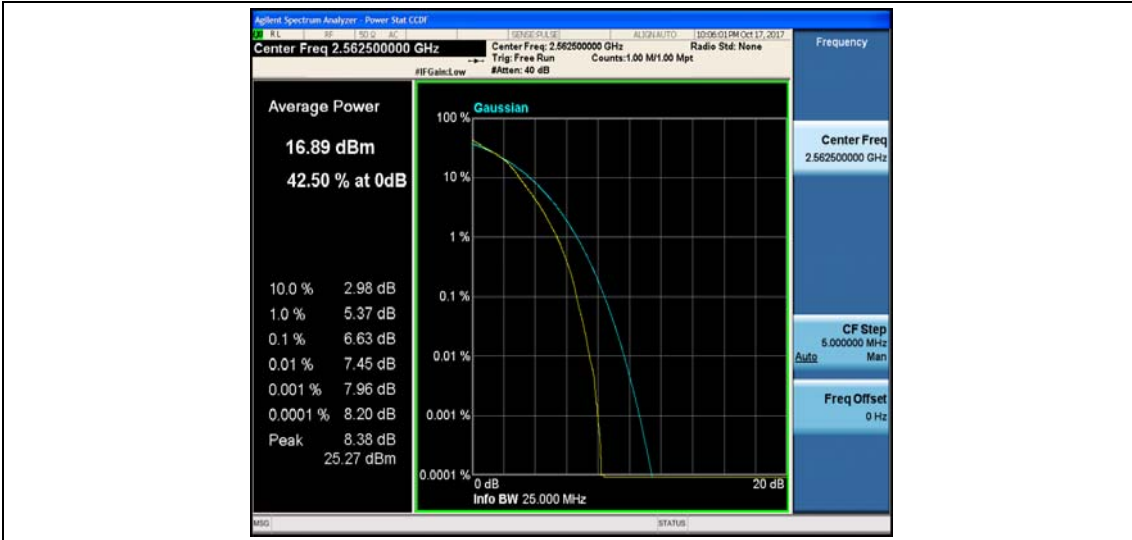 Agilent Spectrum Analyzer - Power Stat CCDF
RL RF 50 Ω AC SENSE:PULSE ALIGNAUTO 10:06:01 PM Oct 17, 2017
Center Freq 2.562500000 GHz
Center Freq: 2.562500000 GHz Radio Std: None
Trig: Free Run Counts:1.00 M/1.00 Mpt
#IFGain:Low #Atten: 40 dB
Frequency
Average Power
16.89 dBm
42.50 % at 0dB
10.0 % 2.98 dB
1.0 % 5.37 dB
0.1 % 6.63 dB
0.01 % 7.45 dB
0.001 % 7.96 dB
0.0001 % 8.20 dB
Peak 8.38 dB
25.27 dBm
Gaussian
100 %
10 %
1 %
0.1 %
0.01 %
0.001 %
0.0001 %
0 dB 20 dB
Info BW 25.000 MHz
Center Freq
2.562500000 GHz
CF Step
5.000000 MHz
Auto Man
Freq Offset
0 Hz
MSG STATUS